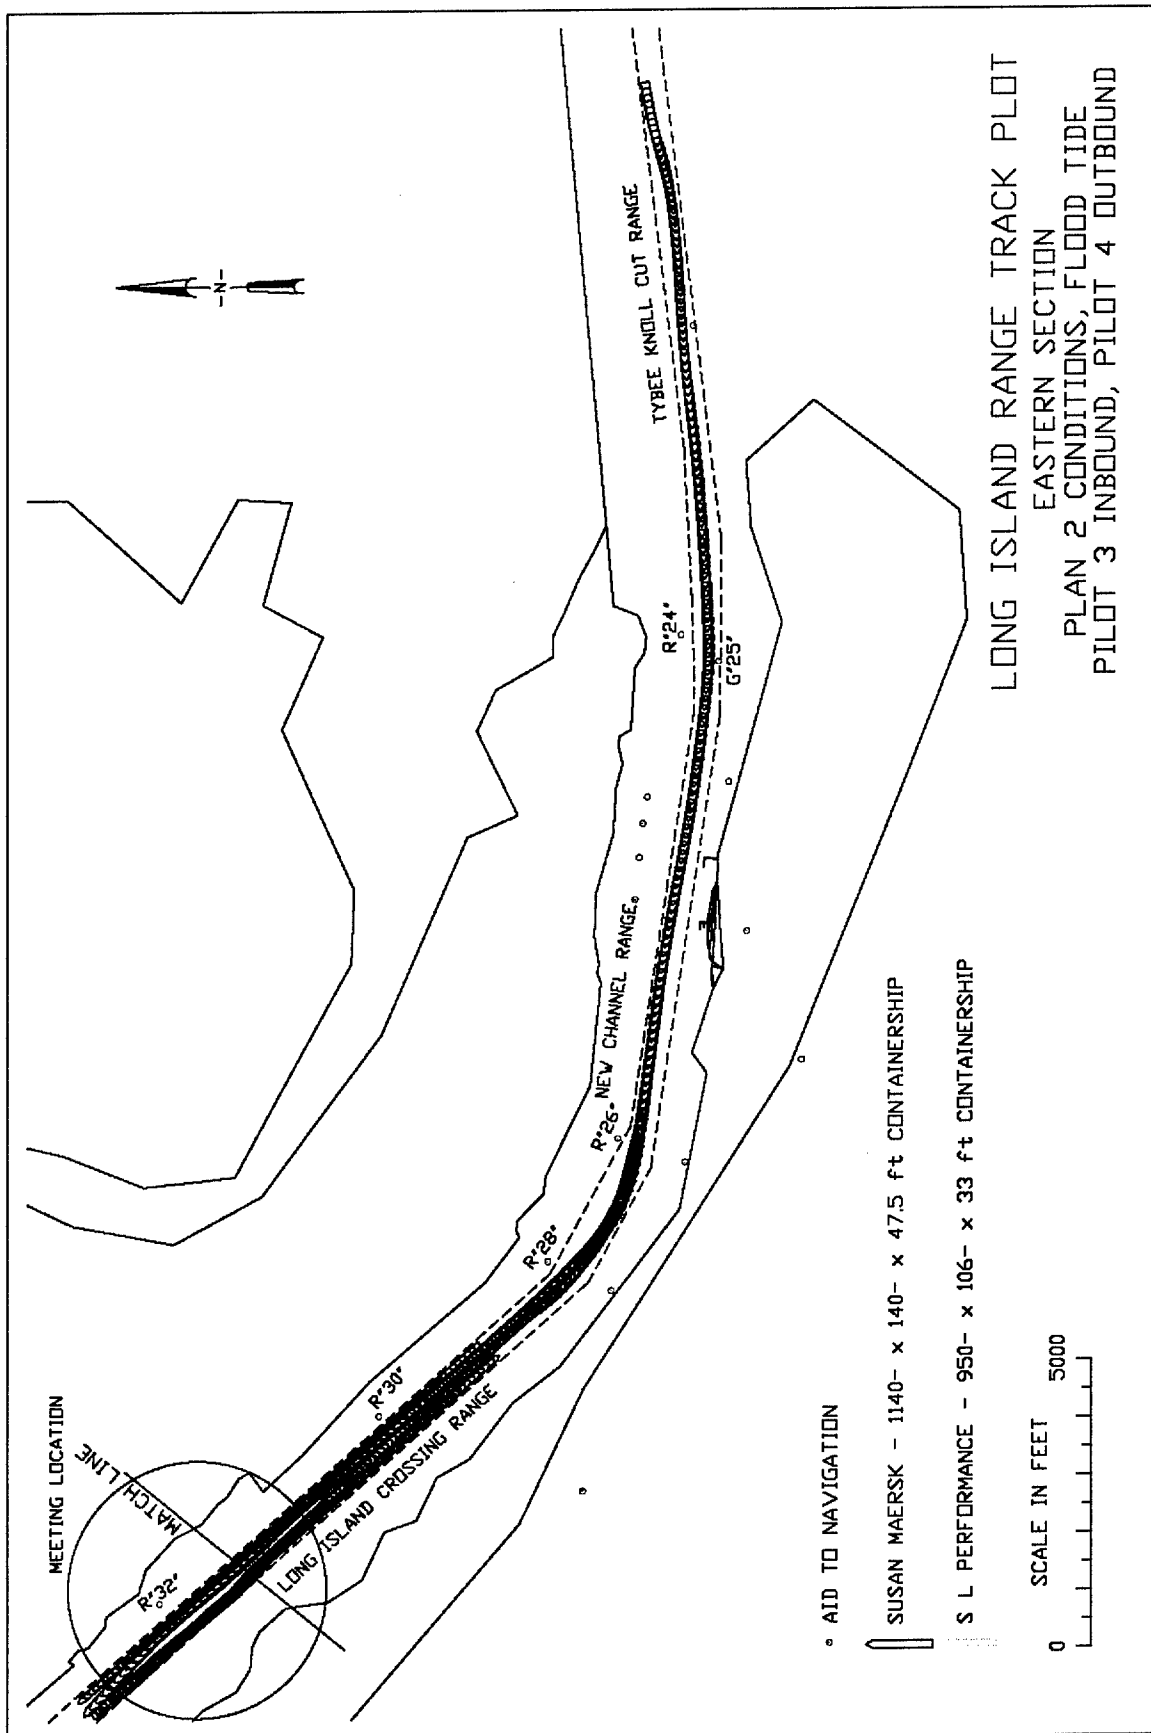 MEETING LOCATION
MATCH LINE
R"32"
R"30"
LONG ISLAND CROSSING RANGE
R"28"
R"26"
NEW CHANNEL RANGE
R"24"
G"25"
TYBEE KNOLL CUT RANGE
-N-
AID TO NAVIGATION
SUSAN MAERSK - 1140- x 140- x 47.5 ft CONTAINERSHIP
S L PERFORMANCE - 950- x 106- x 33 ft CONTAINERSHIP
SCALE IN FEET
0 5000
LONG ISLAND RANGE TRACK PLOT
EASTERN SECTION
PLAN 2 CONDITIONS, FLOOD TIDE
PILOT 3 INBOUND, PILOT 4 OUTBOUND